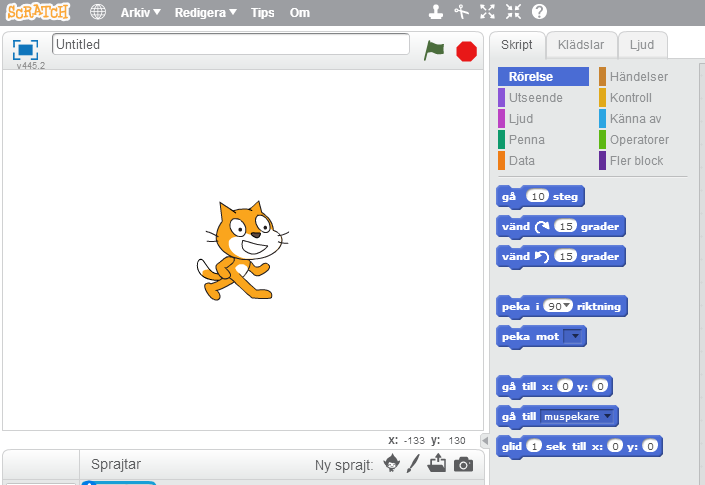 SCRATCH Arkiv Redigera Tips Om
v445.2
Untitled
Skript Klädslar Ljud
Rörelse Händelser
Utseende Kontroll
Ljud Känna av
Penna Operatorer
Data Fler block
gå 10 steg
vänd 15 grader
vänd 15 grader
peka i 90 riktning
peka mot
gå till x: 0 y: 0
gå till muspekare
glid 1 sek till x: 0 y: 0
x: -133 y: 130
Sprajtar Ny sprajt: